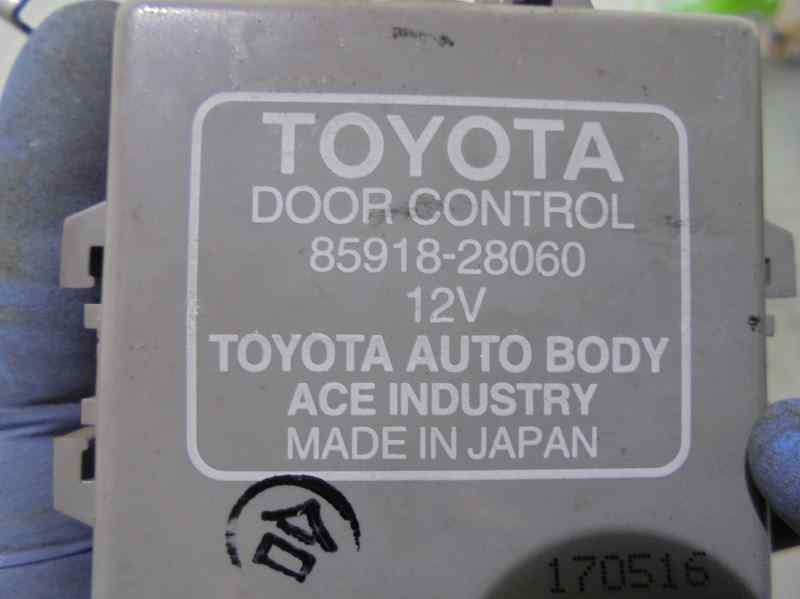 TOYOTA
DOOR CONTROL
85918-28060
12V
TOYOTA AUTO BODY
ACE INDUSTRY
MADE IN JAPAN
170516